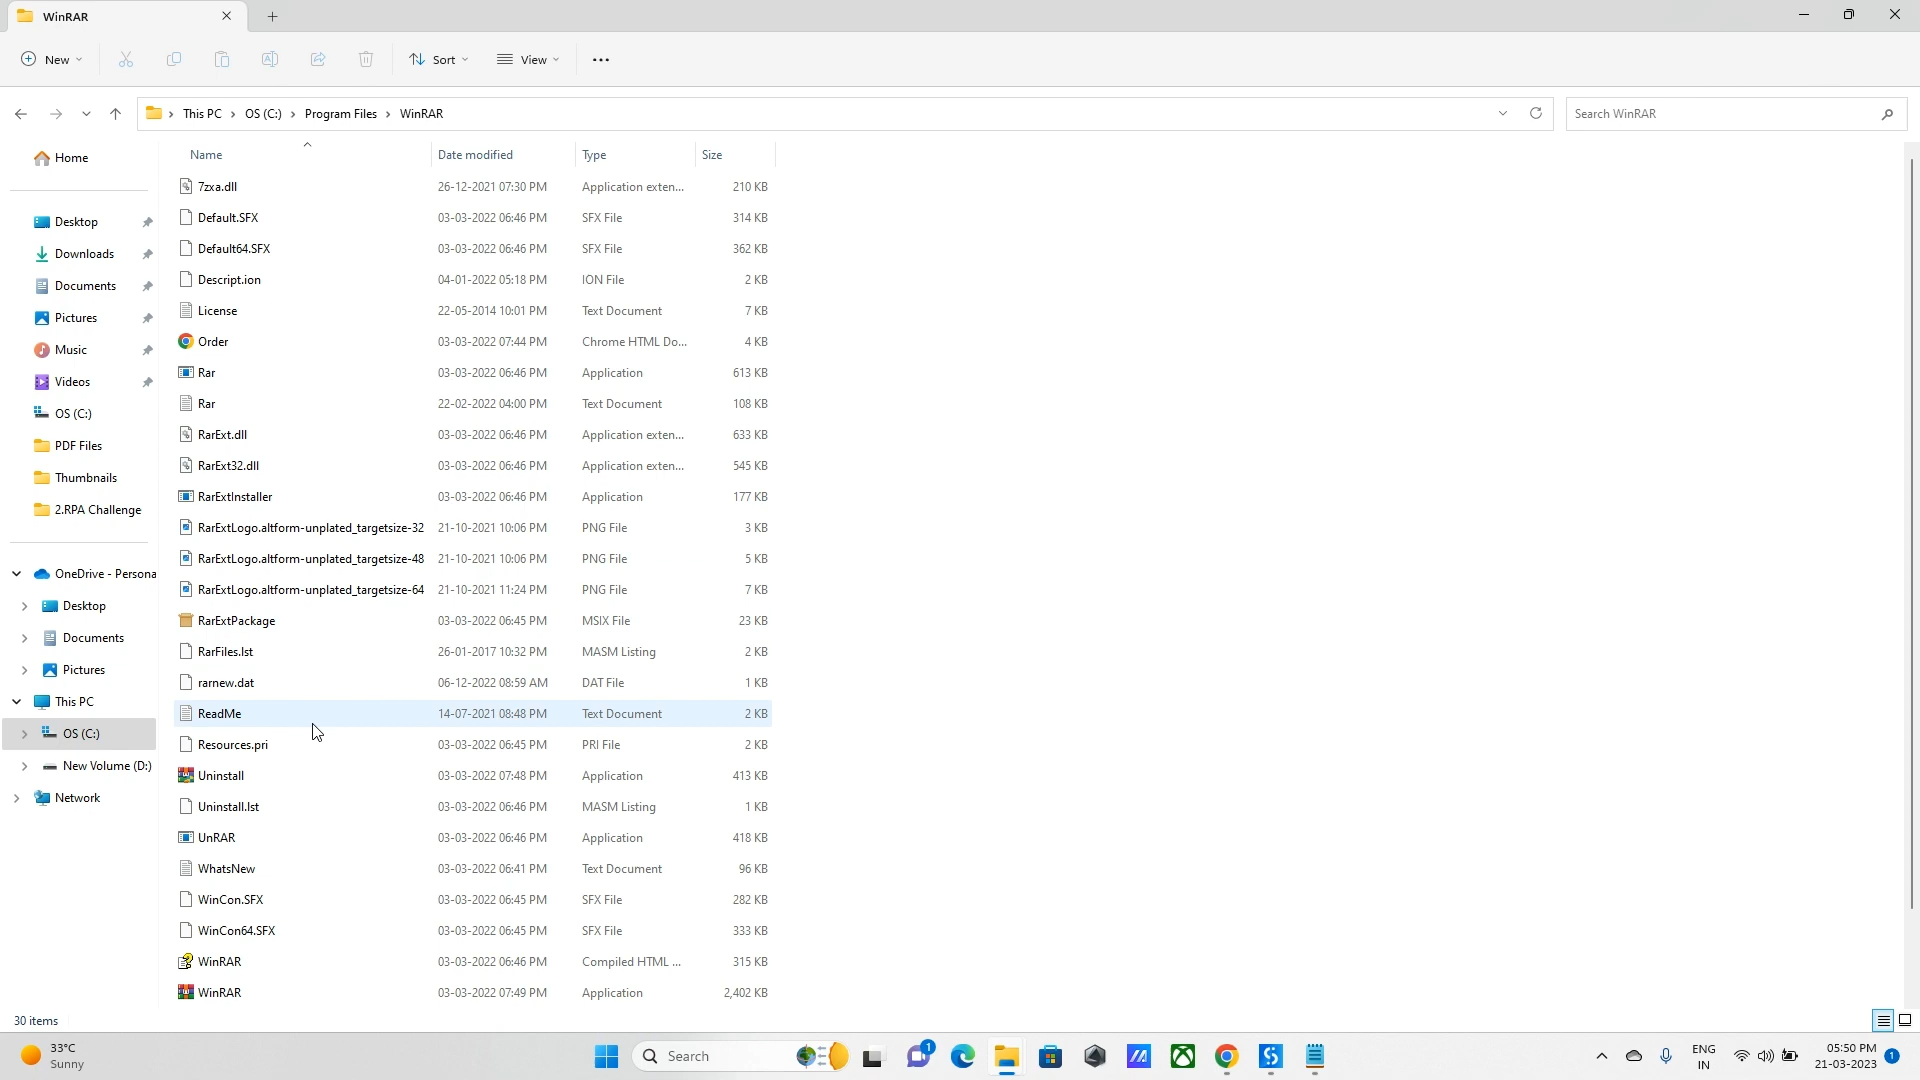 WinRAR
New
Sort
View
This PC
OS (C:)
Program Files
WinRAR
Search WinRAR
Name Date modified Type Size
Home
Desktop
Downloads
Documents
Pictures
Music
Videos
OS (C:)
PDF Files
Thumbnails
2.RPA Challenge
OneDrive - Persona
Desktop
Documents
Pictures
This PC
OS (C:)
New Volume (D:)
Network
7zxa.dll 26-12-2021 07:30 PM Application exten... 210 KB
Default.SFX 03-03-2022 06:46 PM SFX File 314 KB
Default64.SFX 03-03-2022 06:46 PM SFX File 362 KB
Descript.ion 04-01-2022 05:18 PM ION File 2 KB
License 22-05-2014 10:01 PM Text Document 7 KB
Order 03-03-2022 07:44 PM Chrome HTML Do... 4 KB
Rar 03-03-2022 06:46 PM Application 613 KB
Rar 22-02-2022 04:00 PM Text Document 108 KB
RarExt.dll 03-03-2022 06:46 PM Application exten... 633 KB
RarExt32.dll 03-03-2022 06:46 PM Application exten... 545 KB
RarExtInstaller 03-03-2022 06:46 PM Application 177 KB
RarExtLogo.altform-unplated_targetsize-32 21-10-2021 10:06 PM PNG File 3 KB
RarExtLogo.altform-unplated_targetsize-48 21-10-2021 10:06 PM PNG File 5 KB
RarExtLogo.altform-unplated_targetsize-64 21-10-2021 11:24 PM PNG File 7 KB
RarExtPackage 03-03-2022 06:45 PM MSIX File 23 KB
RarFiles.lst 26-01-2017 10:32 PM MASM Listing 2 KB
rarnew.dat 06-12-2022 08:59 AM DAT File 1 KB
ReadMe 14-07-2021 08:48 PM Text Document 2 KB
Resources.pri 03-03-2022 06:45 PM PRI File 2 KB
Uninstall 03-03-2022 07:48 PM Application 413 KB
Uninstall.lst 03-03-2022 06:46 PM MASM Listing 1 KB
UnRAR 03-03-2022 06:46 PM Application 418 KB
WhatsNew 03-03-2022 06:41 PM Text Document 96 KB
WinCon.SFX 03-03-2022 06:45 PM SFX File 282 KB
WinCon64.SFX 03-03-2022 06:45 PM SFX File 333 KB
WinRAR 03-03-2022 06:46 PM Compiled HTML ... 315 KB
WinRAR 03-03-2022 07:49 PM Application 2,402 KB
30 items
33°C
Sunny
Search
1
ENG
IN
05:50 PM
21-03-2023
1